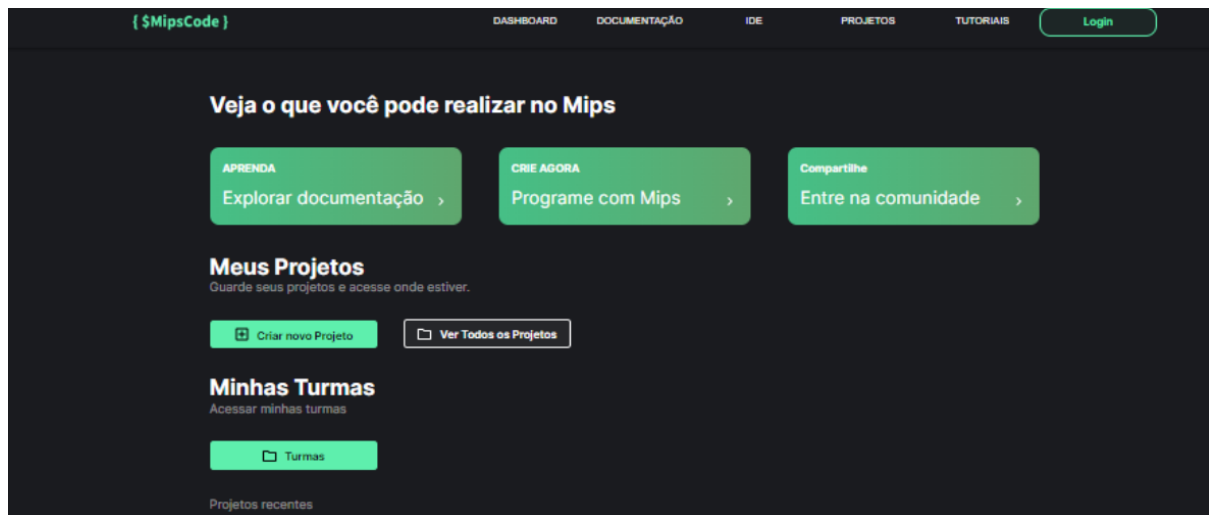 { $MipsCode }
DASHBOARD DOCUMENTAÇÃO IDE PROJETOS TUTORIAIS Login
Veja o que você pode realizar no Mips
APRENDA
Explorar documentação ›
CRIE AGORA
Programe com Mips ›
Compartilhe
Entre na comunidade ›
Meus Projetos
Guarde seus projetos e acesse onde estiver.
Criar novo Projeto
Ver Todos os Projetos
Minhas Turmas
Acessar minhas turmas
Turmas
Projetos recentes